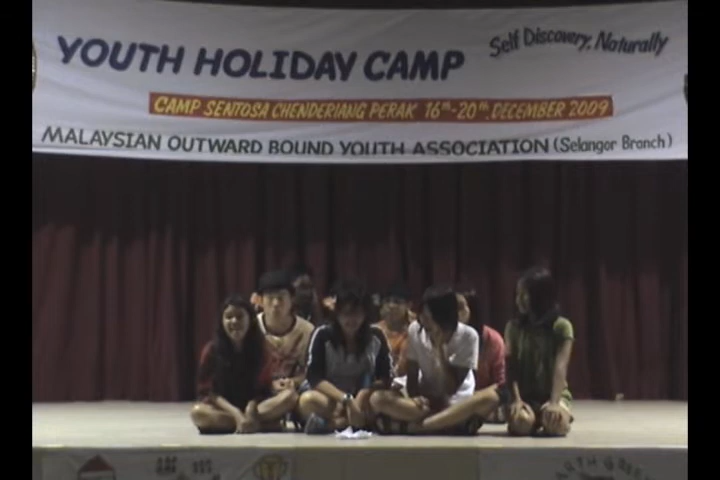 YOUTH HOLIDAY CAMP
Self Discovery, Naturally
CAMP SENTOSA CHENDERIANG PERAK 16th-20th. DECEMBER 2009
MALAYSIAN OUTWARD BOUND YOUTH ASSOCIATION (Selangor Branch)